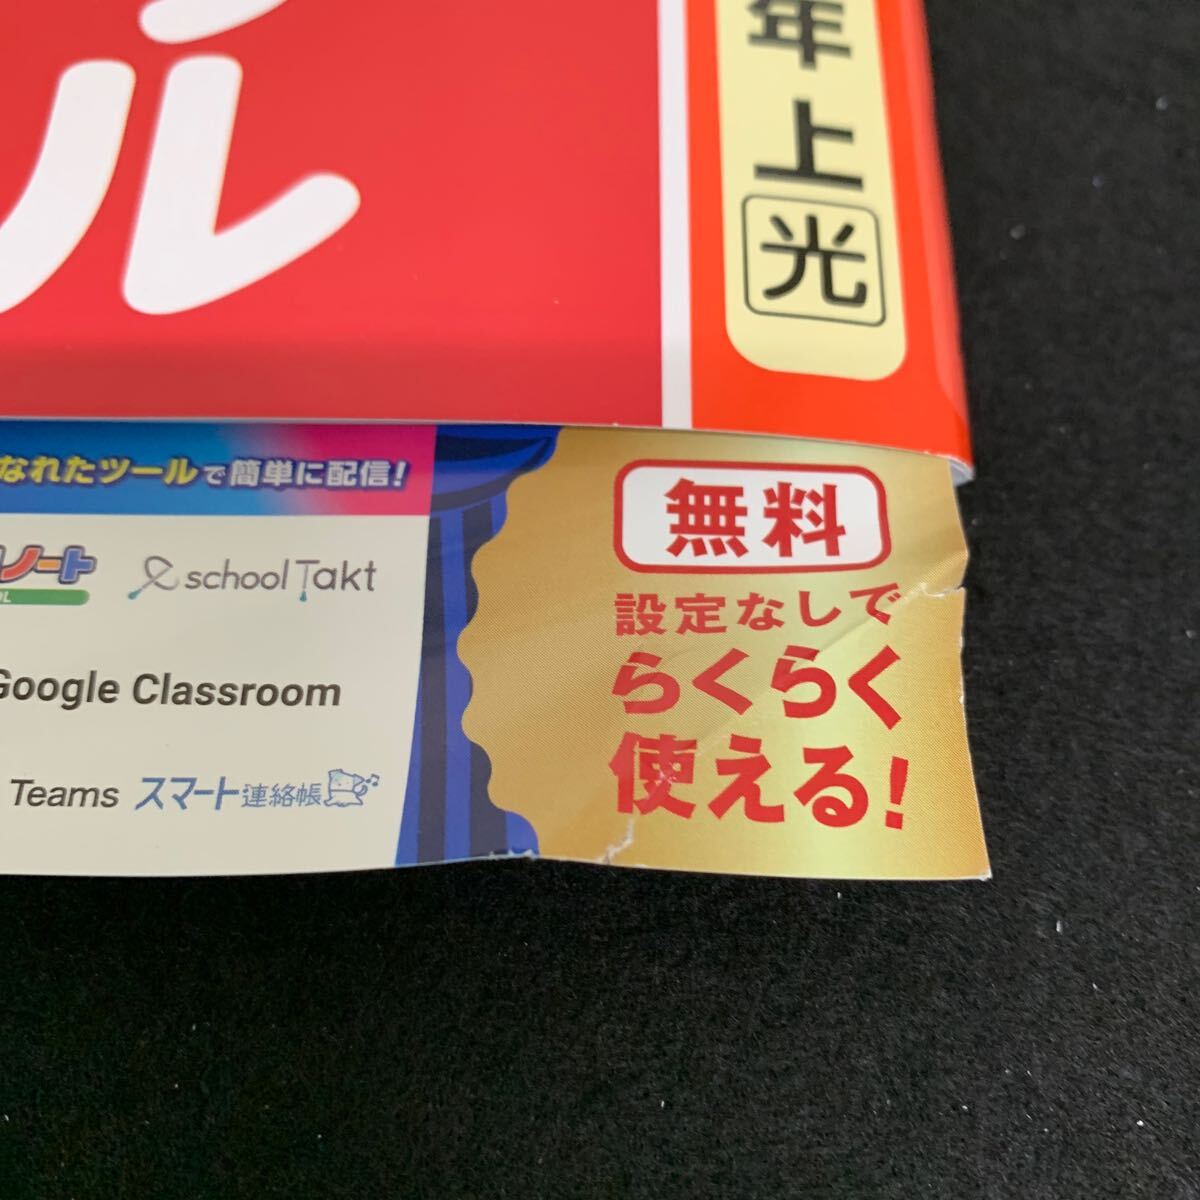 ル
年上
光
なれたツールで簡単に配信!
ノート
schoolTakt
Google Classroom
Teams
スマート連絡帳
無料
設定なしで
らくらく
使える!